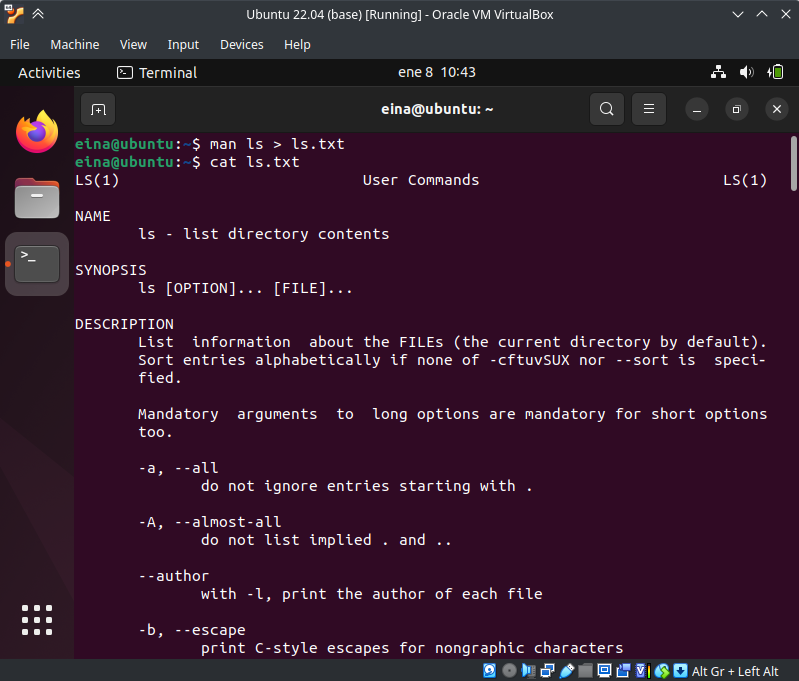 Ubuntu 22.04 (base) [Running] - Oracle VM VirtualBox
File Machine View Input Devices Help
Activities Terminal ene 8 10:43
eina@ubuntu: ~
eina@ubuntu:~$ man ls > ls.txt
eina@ubuntu:~$ cat ls.txt
LS(1) User Commands LS(1)
NAME
ls - list directory contents
SYNOPSIS
ls [OPTION]... [FILE]...
DESCRIPTION
List information about the FILEs (the current directory by default).
Sort entries alphabetically if none of -cftuvSUX nor --sort is speci-
fied.
Mandatory arguments to long options are mandatory for short options
too.
-a, --all
do not ignore entries starting with .
-A, --almost-all
do not list implied . and ..
--author
with -l, print the author of each file
-b, --escape
print C-style escapes for nongraphic characters
Alt Gr + Left Alt